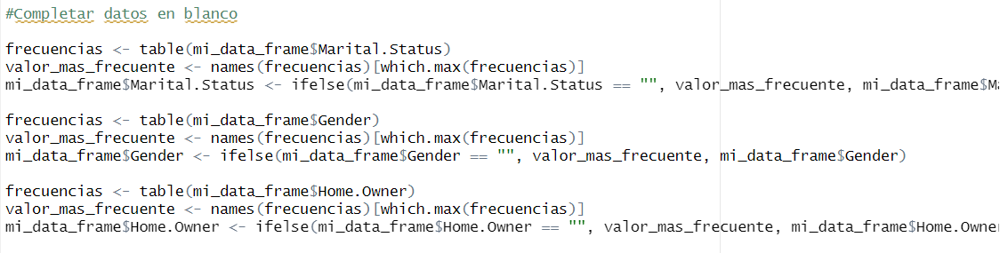 #Completar datos en blanco
frecuencias <- table(mi_data_frame$Marital.Status)
valor_mas_frecuente <- names(frecuencias)[which.max(frecuencias)]
mi_data_frame$Marital.Status <- ifelse(mi_data_frame$Marital.Status == "", valor_mas_frecuente, mi_data_frame$Ma
frecuencias <- table(mi_data_frame$Gender)
valor_mas_frecuente <- names(frecuencias)[which.max(frecuencias)]
mi_data_frame$Gender <- ifelse(mi_data_frame$Gender == "", valor_mas_frecuente, mi_data_frame$Gender)
frecuencias <- table(mi_data_frame$Home.Owner)
valor_mas_frecuente <- names(frecuencias)[which.max(frecuencias)]
mi_data_frame$Home.Owner <- ifelse(mi_data_frame$Home.Owner == "", valor_mas_frecuente, mi_data_frame$Home.Owner